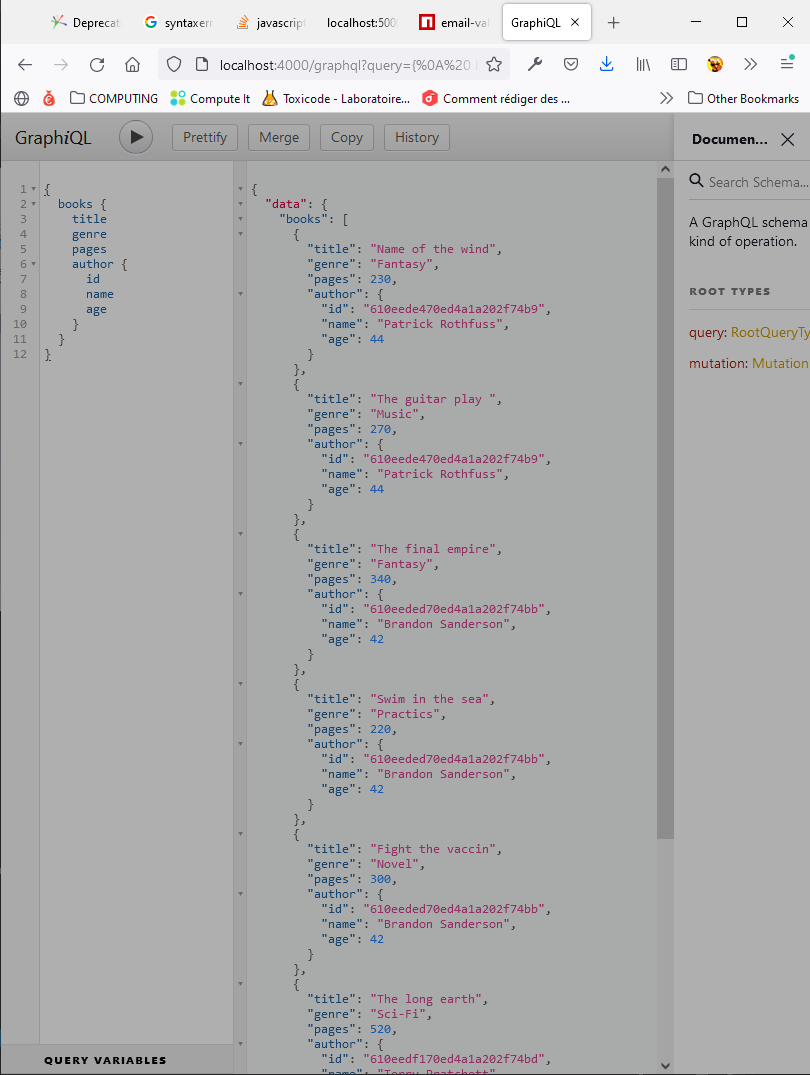 Deprecat
syntaxerr
javascript
localhost:500
email-val
GraphiQL
localhost:4000/graphql?query={%0A%20
COMPUTING
Compute It
Toxicode - Laboratoire...
Comment rédiger des ...
Other Bookmarks
GraphiQL
Prettify
Merge
Copy
History
Documen...
1 {
2 books {
3 title
4 genre
5 pages
6 author {
7 id
8 name
9 age
10 }
11 }
12 }
QUERY VARIABLES
{
"data": {
"books": [
{
"title": "Name of the wind",
"genre": "Fantasy",
"pages": 230,
"author": {
"id": "610eede470ed4a1a202f74b9",
"name": "Patrick Rothfuss",
"age": 44
}
},
{
"title": "The guitar play ",
"genre": "Music",
"pages": 270,
"author": {
"id": "610eede470ed4a1a202f74b9",
"name": "Patrick Rothfuss",
"age": 44
}
},
{
"title": "The final empire",
"genre": "Fantasy",
"pages": 340,
"author": {
"id": "610eeded70ed4a1a202f74bb",
"name": "Brandon Sanderson",
"age": 42
}
},
{
"title": "Swim in the sea",
"genre": "Practics",
"pages": 220,
"author": {
"id": "610eeded70ed4a1a202f74bb",
"name": "Brandon Sanderson",
"age": 42
}
},
{
"title": "Fight the vaccin",
"genre": "Novel",
"pages": 300,
"author": {
"id": "610eeded70ed4a1a202f74bb",
"name": "Brandon Sanderson",
"age": 42
}
},
{
"title": "The long earth",
"genre": "Sci-Fi",
"pages": 520,
"author": {
"id": "610eedf170ed4a1a202f74bd",
"name": "Terry Pratchett",
Search Schema...
A GraphQL schema
kind of operation.
ROOT TYPES
query: RootQueryTy
mutation: Mutation